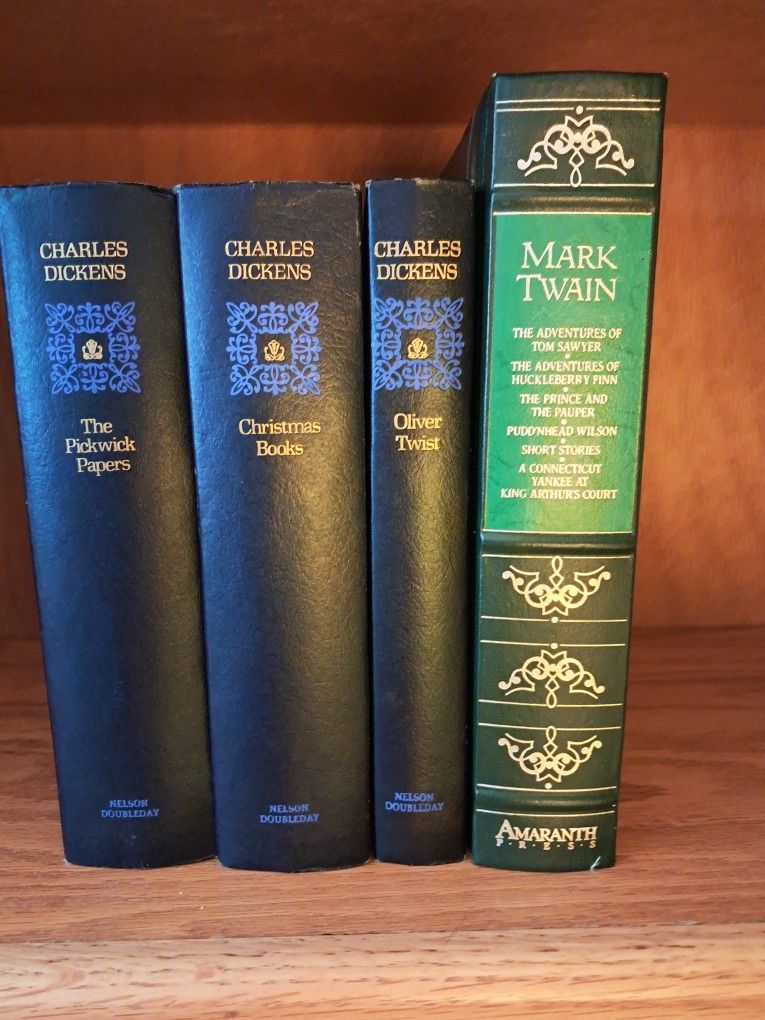 CHARLES
DICKENS
The
Pickwick
Papers
NELSON
DOUBLEDAY
CHARLES
DICKENS
Christmas
Books
NELSON
DOUBLEDAY
CHARLES
DICKENS
Oliver
Twist
NELSON
DOUBLEDAY
MARK
TWAIN
THE ADVENTURES OF
TOM SAWYER
THE ADVENTURES OF
HUCKLEBERRY FINN
THE PRINCE AND
THE PAUPER
PUDD'NHEAD WILSON
SHORT STORIES
A CONNECTICUT
YANKEE AT
KING ARTHUR'S COURT
AMARANTH
P·R·E·S·S